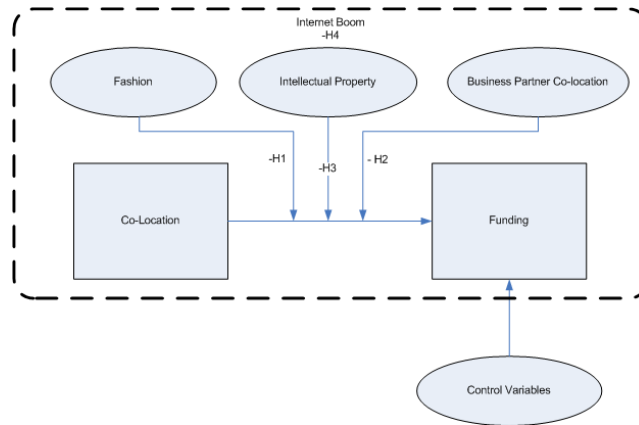 Internet Boom
-H4
Fashion
Intellectual Property
Business Partner Co-location
-H1
-H3
- H2
Co-Location
Funding
Control Variables